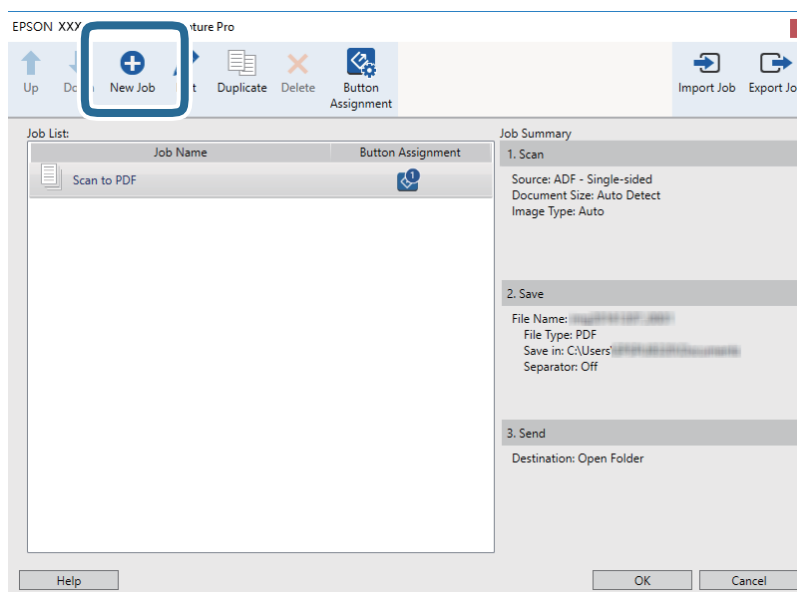 EPSON XXX ture Pro
Up
New Job
Duplicate
Delete
Button
Assignment
Import Job
Export Jo
Job List:
Job Name
Button Assignment
Scan to PDF
1
Job Summary
1. Scan
Source: ADF - Single-sided
Document Size: Auto Detect
Image Type: Auto
2. Save
File Name:
File Type: PDF
Save in: C:\Users\
Separator: Off
3. Send
Destination: Open Folder
Help
OK
Cancel